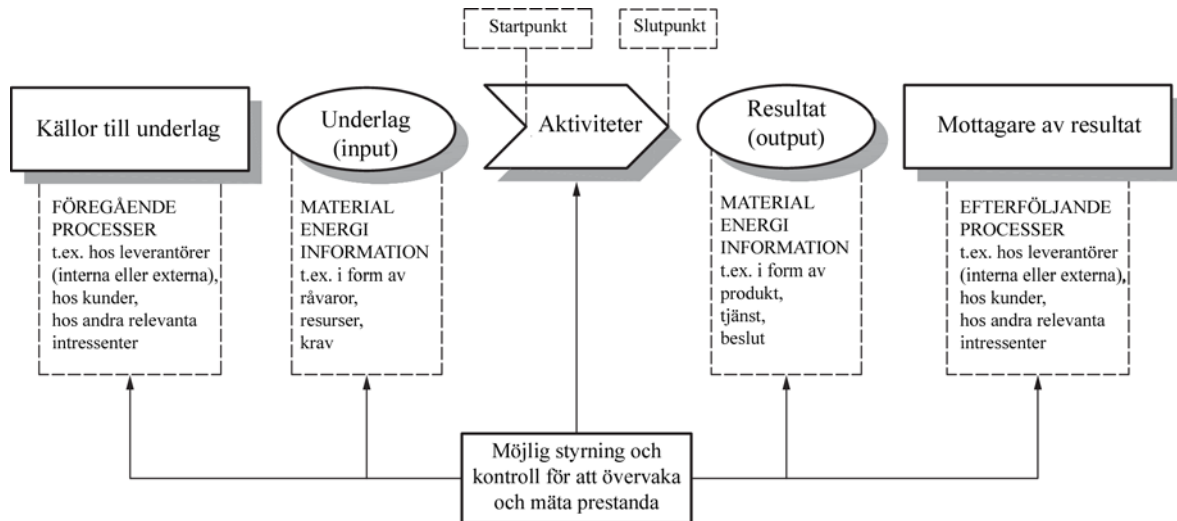 Startpunkt
Slutpunkt
Källor till underlag
Underlag
(input)
Aktiviteter
Resultat
(output)
Mottagare av resultat
FÖREGÅENDE
PROCESSER
t.ex. hos leverantörer
(interna eller externa),
hos kunder,
hos andra relevanta
intressenter
MATERIAL
ENERGI
INFORMATION
t.ex. i form av
råvaror,
resurser,
krav
MATERIAL
ENERGI
INFORMATION
t.ex. i form av
produkt,
tjänst,
beslut
EFTERFÖLJANDE
PROCESSER
t.ex. hos leverantörer
(interna eller externa),
hos kunder,
hos andra relevanta
intressenter
Möjlig styrning och
kontroll för att övervaka
och mäta prestanda